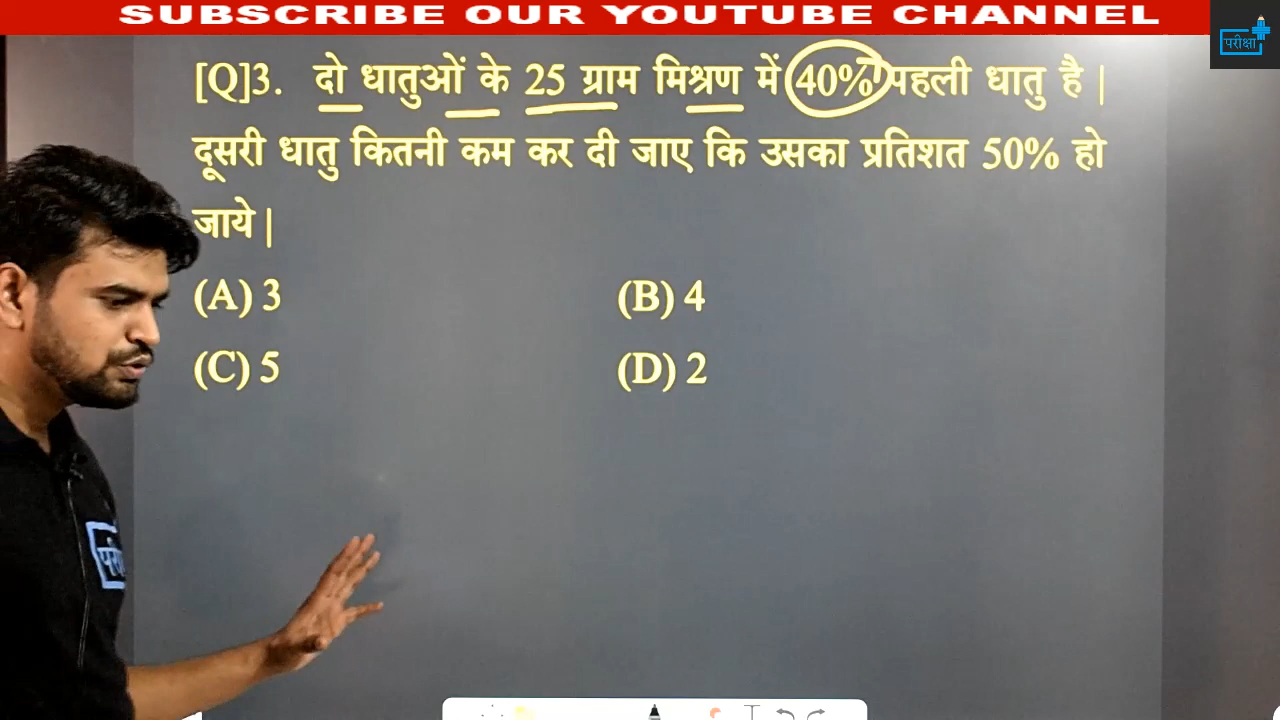 SUBSCRIBE OUR YOUTUBE CHANNEL
परीक्षा
[Q]3. दो धातुओं के 25 ग्राम मिश्रण में 40% पहली धातु है |
दूसरी धातु कितनी कम कर दी जाए कि उसका प्रतिशत 50% हो
जाये |
(A) 3
(B) 4
(C) 5
(D) 2